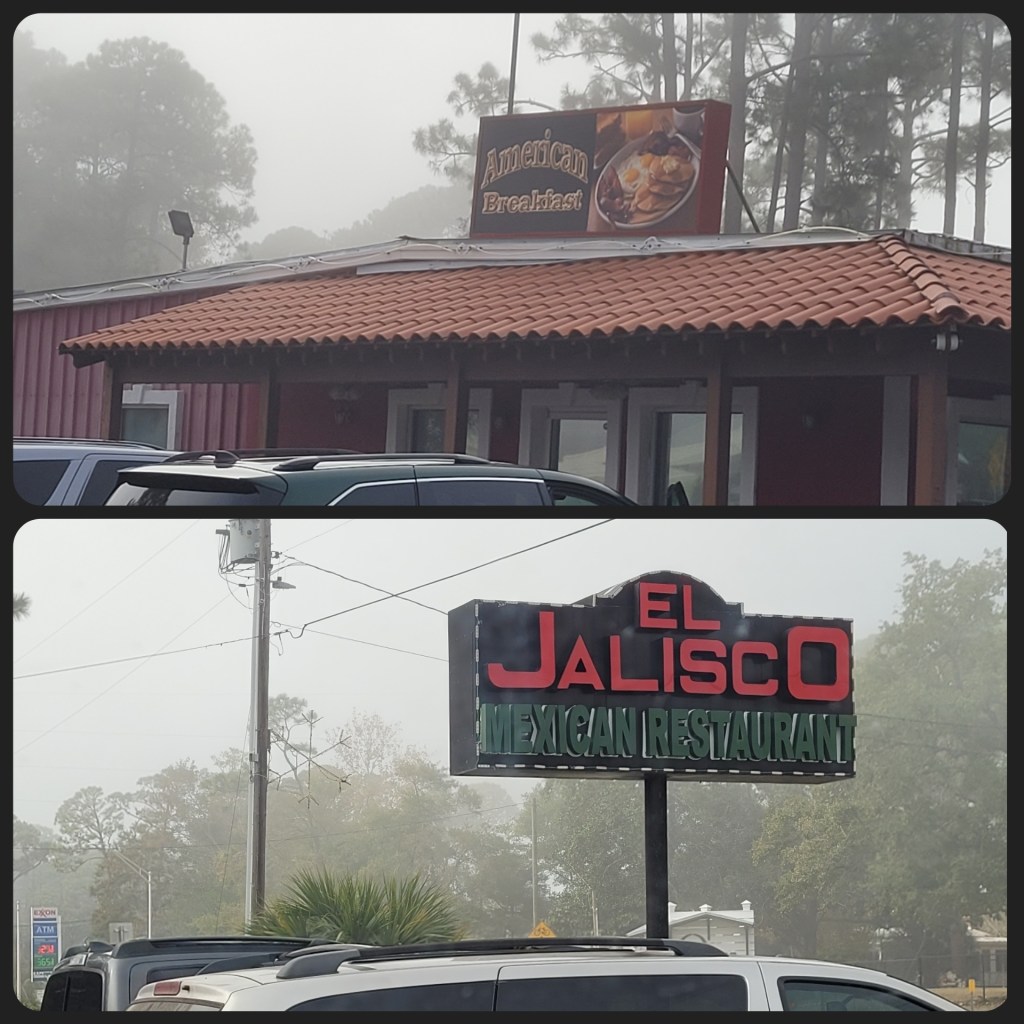 American
Breakfast
EL
JALISCO
MEXICAN RESTAURANT
EXXON
ATM